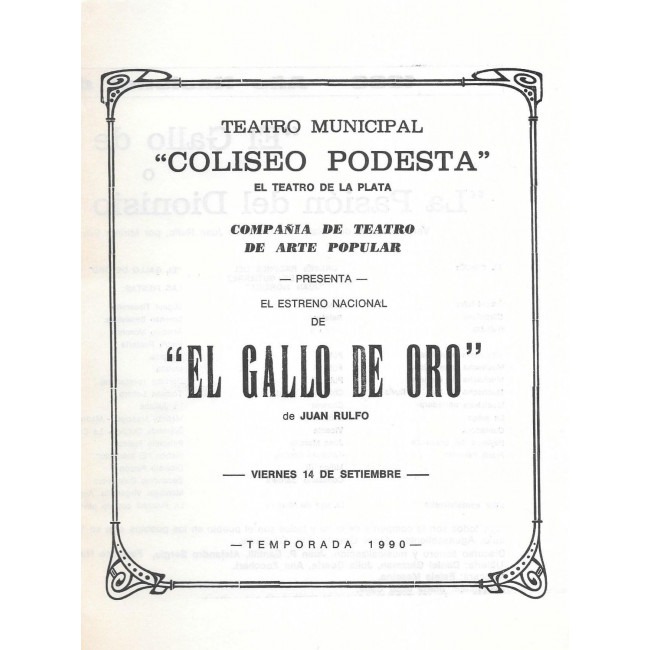 TEATRO MUNICIPAL
"COLISEO PODESTA"
EL TEATRO DE LA PLATA
COMPAÑIA DE TEATRO
DE ARTE POPULAR
— PRESENTA —
EL ESTRENO NACIONAL
DE
"EL GALLO DE ORO"
de JUAN RULFO
— VIERNES 14 DE SETIEMBRE —
— TEMPORADA 1990 —